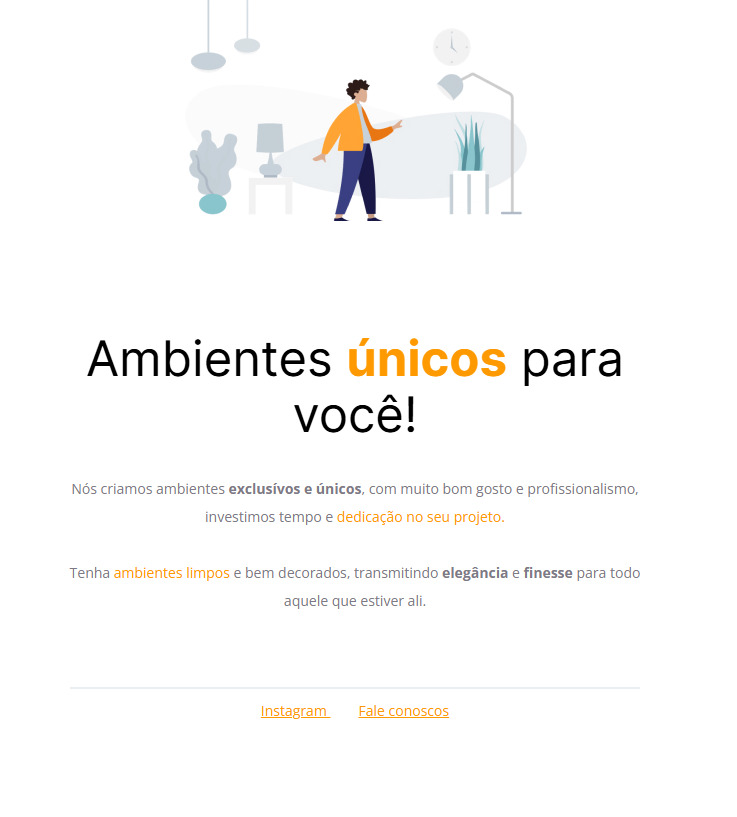 Ambientes únicos para
você!
Nós criamos ambientes exclusívos e únicos, com muito bom gosto e profissionalismo,
investimos tempo e dedicação no seu projeto.
Tenha ambientes limpos e bem decorados, transmitindo elegância e finesse para todo
aquele que estiver ali.
Instagram Fale conoscos